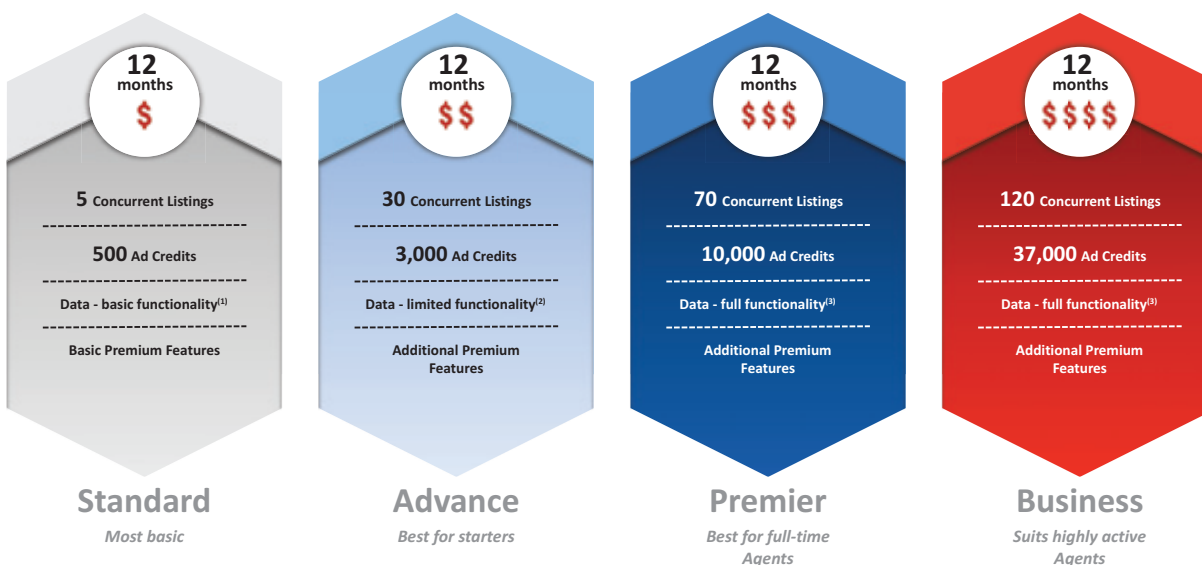 12
months
$
5 Concurrent Listings
500 Ad Credits
Data - basic functionality(1)
Basic Premium Features
Standard
Most basic
12
months
$$
30 Concurrent Listings
3,000 Ad Credits
Data - limited functionality(2)
Additional Premium
Features
Advance
Best for starters
12
months
$$$
70 Concurrent Listings
10,000 Ad Credits
Data - full functionality(3)
Additional Premium
Features
Premier
Best for full-time
Agents
12
months
$$$$
120 Concurrent Listings
37,000 Ad Credits
Data - full functionality(3)
Additional Premium
Features
Business
Suits highly active
Agents